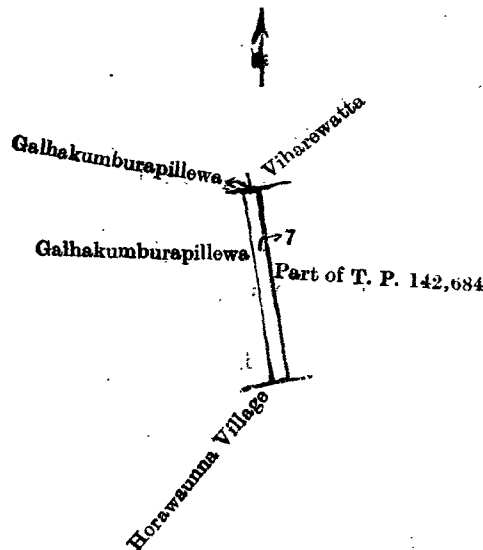 Galhakumburapillewa
Viharewatta
Galhakumburapillewa
7
Part of T. P. 142,684
Horawaunna Village